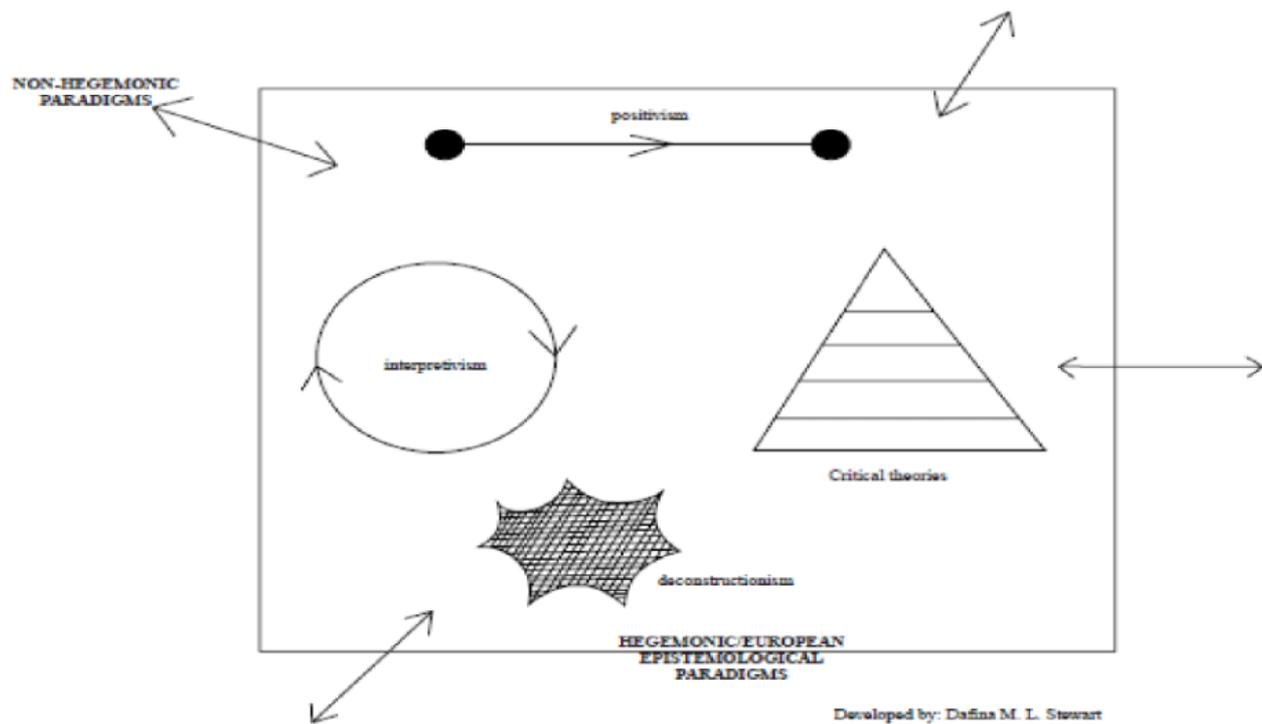 NON-HEGEMONIC
PARADIGMS
positivism
interpretivism
Critical theories
deconstructionism
HEGEMONIC/EUROPEAN
EPISTEMOLOGICAL
PARADIGMS
Developed by: Dafina M. L. Stewart